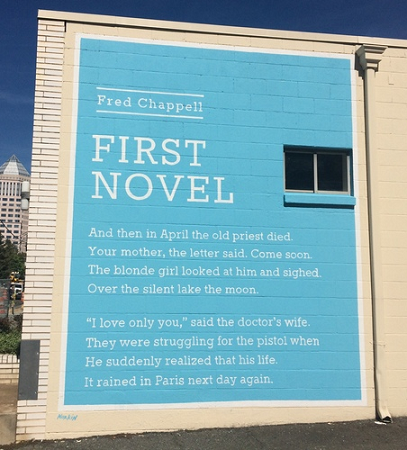 Fred Chappell
FIRST
NOVEL
And then in April the old priest died.
Your mother, the letter said. Come soon.
The blonde girl looked at him and sighed.
Over the silent lake the moon.
“I love only you,” said the doctor's wife.
They were struggling for the pistol when
He suddenly realized that his life.
It rained in Paris next day again.